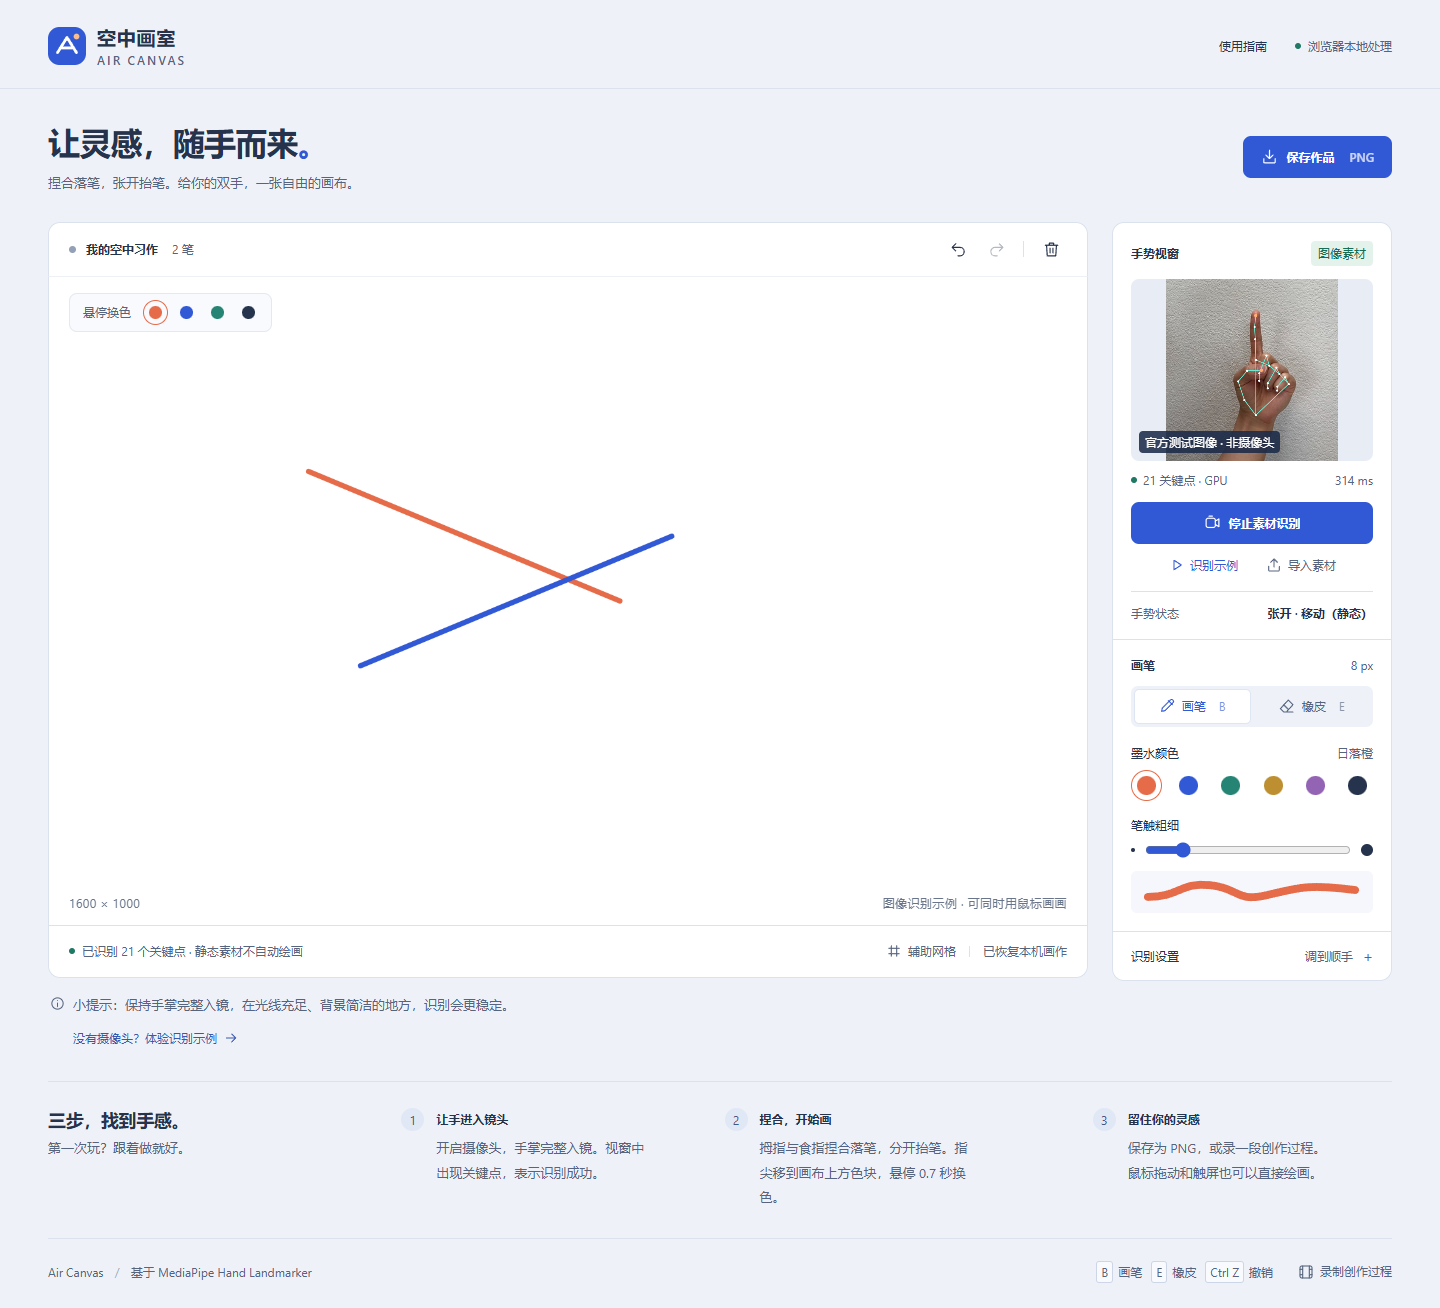 空中画室
AIR CANVAS
使用指南
浏览器本地处理
让灵感，随手而来。
捏合落笔，张开抬笔。给你的双手，一张自由的画布。
保存作品 PNG
我的空中习作 2 笔
悬停换色
1600 × 1000
图像识别示例 · 可同时用鼠标画画
已识别 21 个关键点 · 静态素材不自动绘画
辅助网格
已恢复本机画作
手势视窗
图像素材
官方测试图像 · 非摄像头
21 关键点 · GPU
314 ms
停止素材识别
识别示例
导入素材
手势状态
张开 · 移动（静态）
画笔
8 px
画笔 B
橡皮 E
墨水颜色
日落橙
笔触粗细
识别设置
调到顺手 +
小提示：保持手掌完整入镜，在光线充足、背景简洁的地方，识别会更稳定。
没有摄像头？体验识别示例 →
三步，找到手感。
第一次玩？跟着做就好。
1 让手进入镜头
开启摄像头，手掌完整入镜。视窗中
出现关键点，表示识别成功。
2 捏合，开始画
拇指与食指捏合落笔，分开抬笔。指
尖移到画布上方色块，悬停 0.7 秒换
色。
3 留住你的灵感
保存为 PNG，或录一段创作过程。
鼠标拖动和触屏也可以直接绘画。
Air Canvas / 基于 MediaPipe Hand Landmarker
B 画笔 E 橡皮 Ctrl Z 撤销
录制创作过程